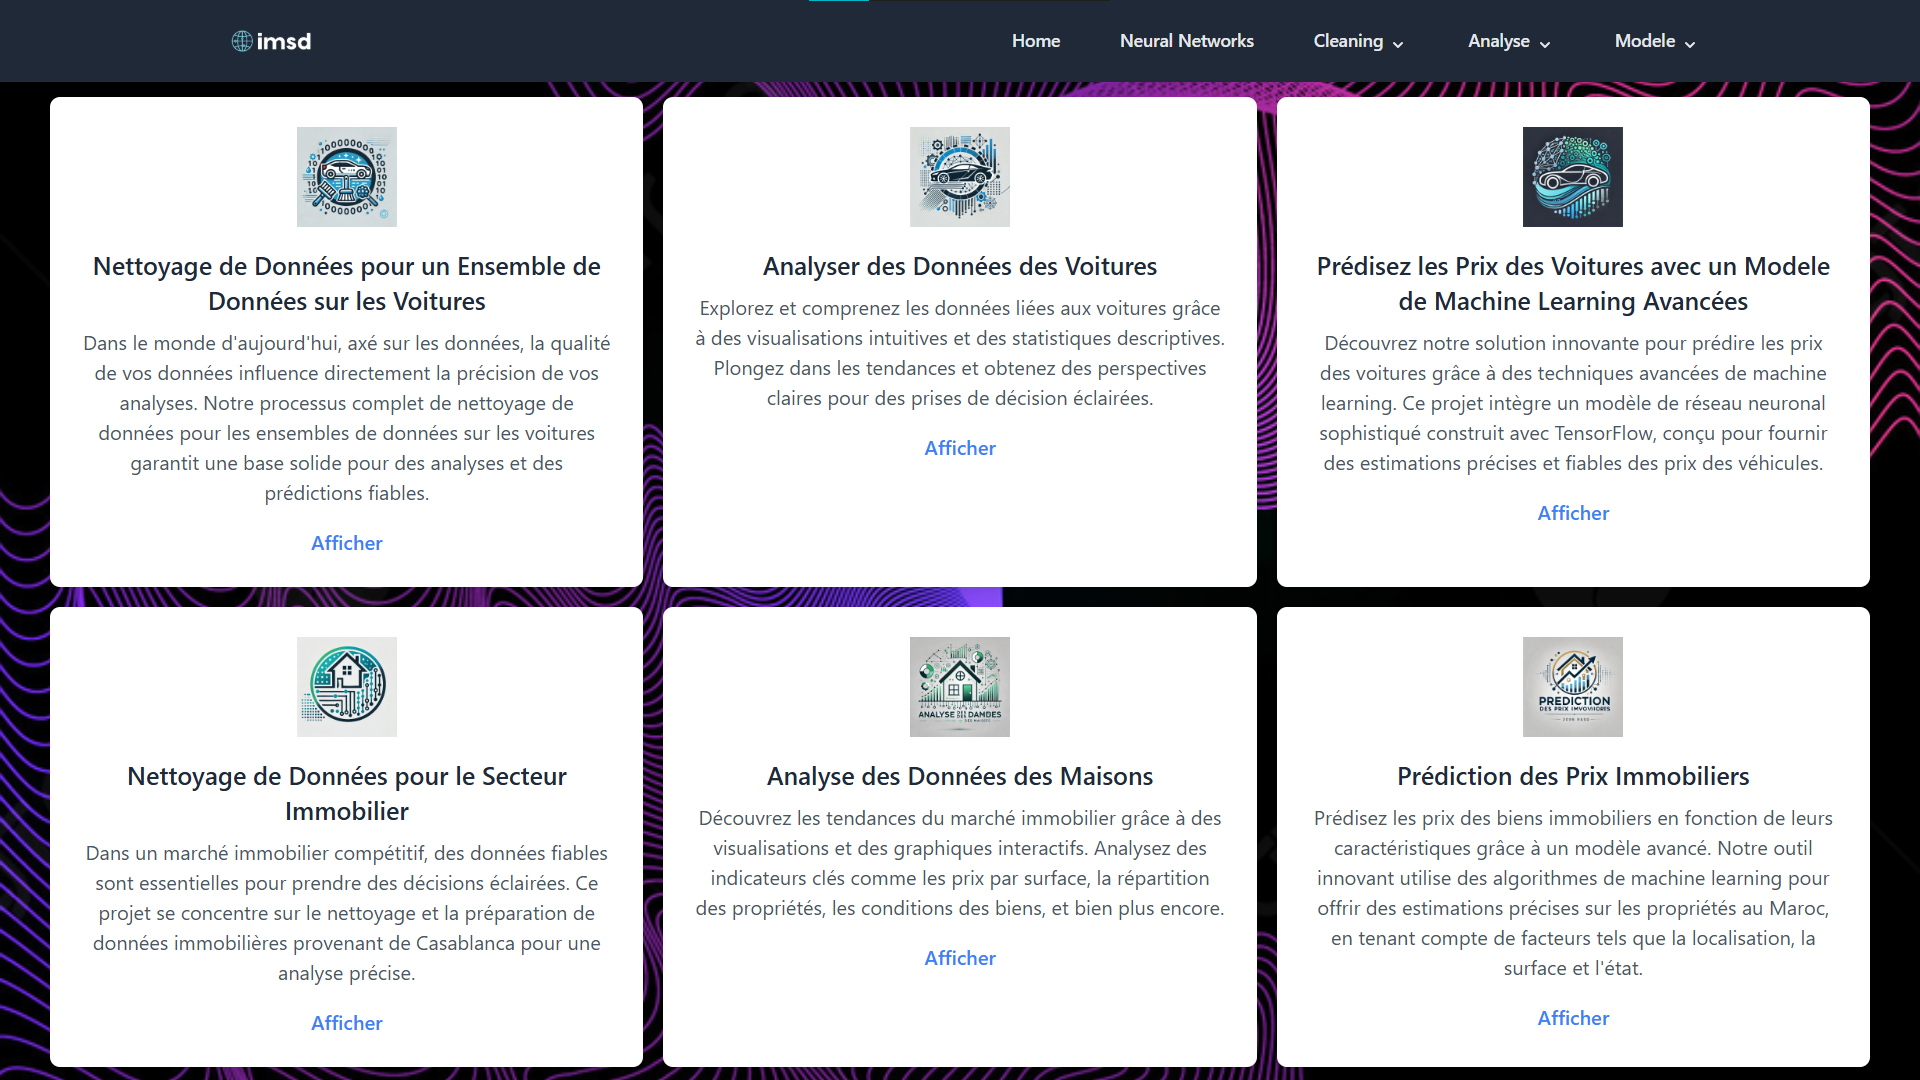 imsd
Home
Neural Networks
Cleaning
Analyse
Modele
Nettoyage de Données pour un Ensemble de
Données sur les Voitures
Dans le monde d'aujourd'hui, axé sur les données, la qualité
de vos données influence directement la précision de vos
analyses. Notre processus complet de nettoyage de
données pour les ensembles de données sur les voitures
garantit une base solide pour des analyses et des
prédictions fiables.
Afficher
Analyser des Données des Voitures
Explorez et comprenez les données liées aux voitures grâce
à des visualisations intuitives et des statistiques descriptives.
Plongez dans les tendances et obtenez des perspectives
claires pour des prises de décision éclairées.
Afficher
Prédisez les Prix des Voitures avec un Modele
de Machine Learning Avancées
Découvrez notre solution innovante pour prédire les prix
des voitures grâce à des techniques avancées de machine
learning. Ce projet intègre un modèle de réseau neuronal
sophistiqué construit avec TensorFlow, conçu pour fournir
des estimations précises et fiables des prix des véhicules.
Afficher
Nettoyage de Données pour le Secteur
Immobilier
Dans un marché immobilier compétitif, des données fiables
sont essentielles pour prendre des décisions éclairées. Ce
projet se concentre sur le nettoyage et la préparation de
données immobilières provenant de Casablanca pour une
analyse précise.
Afficher
ANALYSE DES DANDES
Analyse des Données des Maisons
Découvrez les tendances du marché immobilier grâce à des
visualisations et des graphiques interactifs. Analysez des
indicateurs clés comme les prix par surface, la répartition
des propriétés, les conditions des biens, et bien plus encore.
Afficher
PREDICTION
DES PRIX
Prédiction des Prix Immobiliers
Prédisez les prix des biens immobiliers en fonction de leurs
caractéristiques grâce à un modèle avancé. Notre outil
innovant utilise des algorithmes de machine learning pour
offrir des estimations précises sur les propriétés au Maroc,
en tenant compte de facteurs tels que la localisation, la
surface et l'état.
Afficher